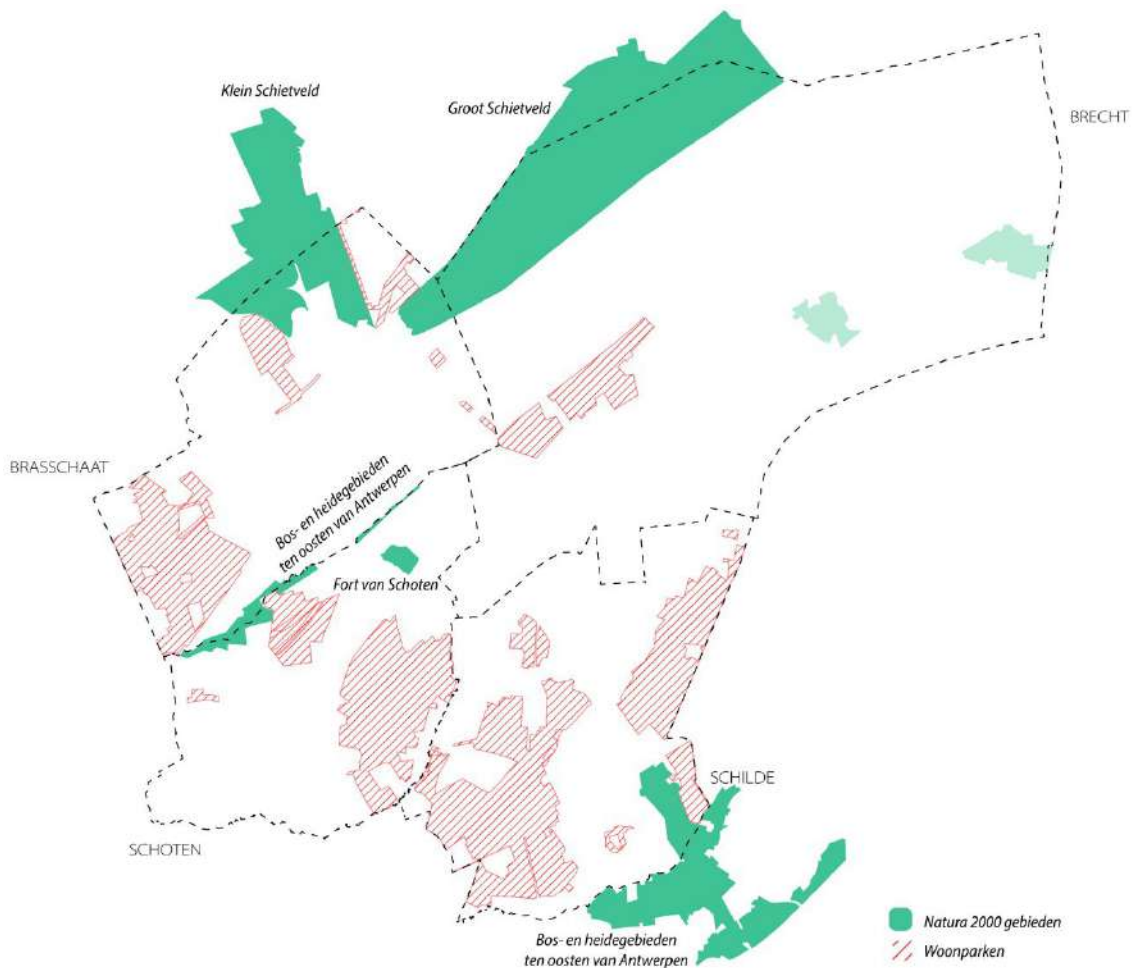 Klein Schietveld
Groot Schietveld
BRECHT
BRASSCHAAT
Bos- en heidegebieden
ten oosten van Antwerpen
Fort van Schoten
SCHILDE
SCHOTEN
Natura 2000 gebieden
Woonparken
Bos- en heidegebieden
ten oosten van Antwerpen